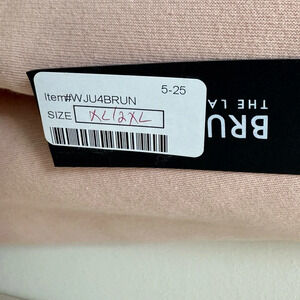 Item#WJU4BRUN 5-25
SIZE XL/2XL
BRU
THE LA